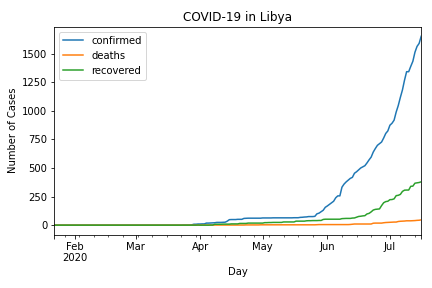 COVID-19 in Libya
confirmed
deaths
recovered
Number of Cases
1500
1250
1000
750
500
250
0
Feb Mar Apr May Jun Jul
2020
Day